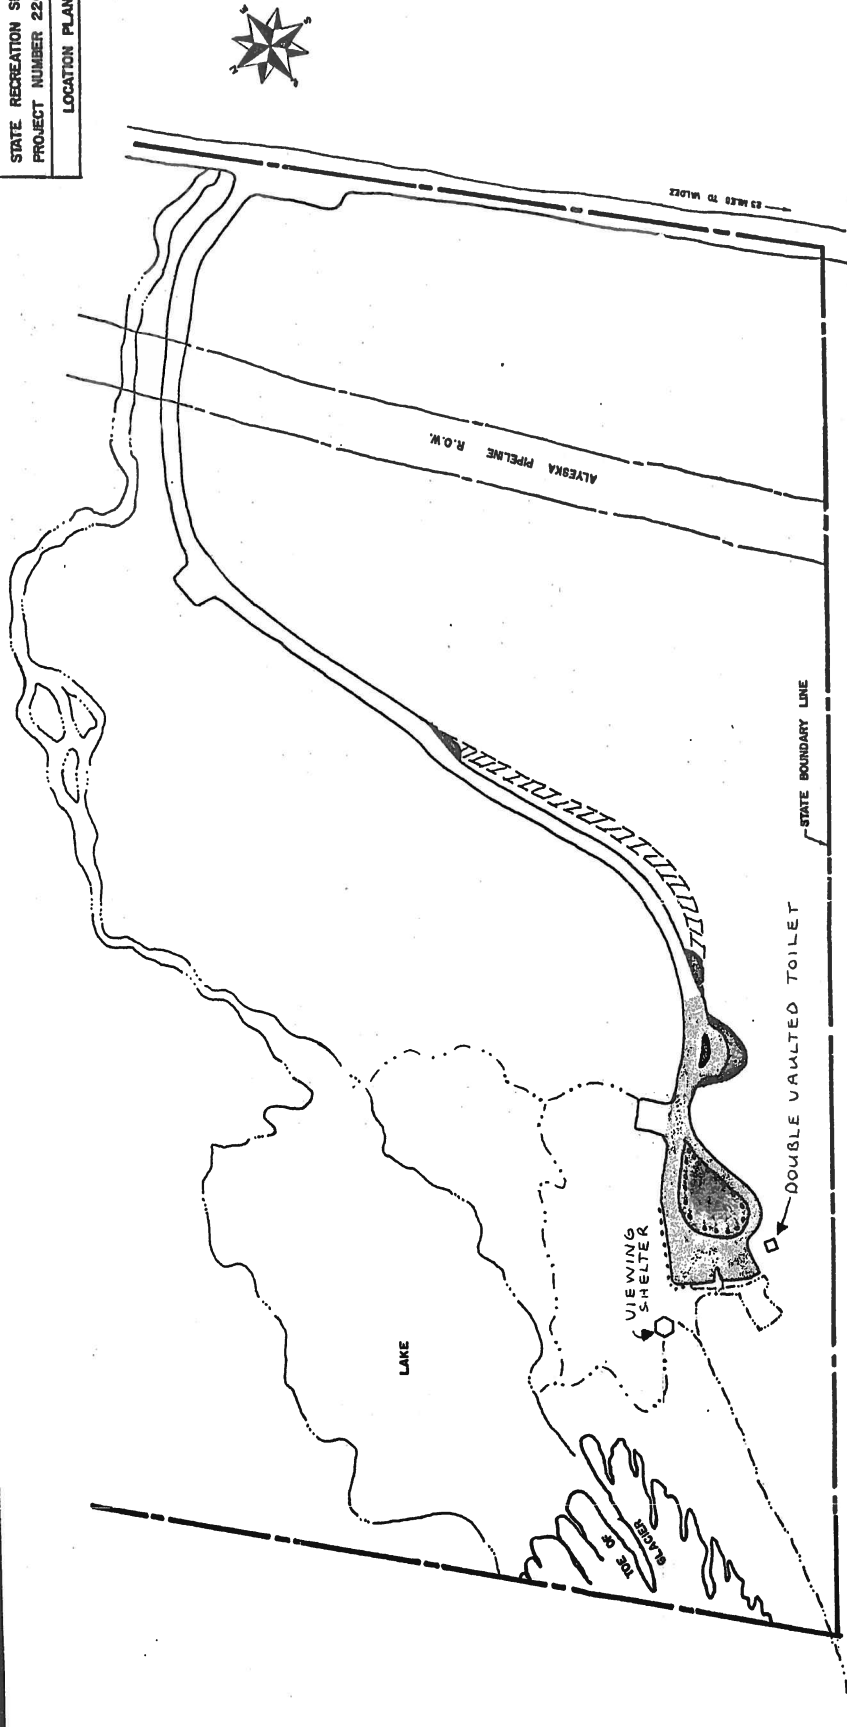 STATE RECREATION
PROJECT NUMBER 22
LOCATION PLAN
23 MILES TO VALDEZ
ALYESKA PIPELINE R.O.W.
STATE BOUNDARY LINE
DOUBLE VAULTED TOILET
VIEWING
SHELTER
LAKE
TOE OF
GLACIER